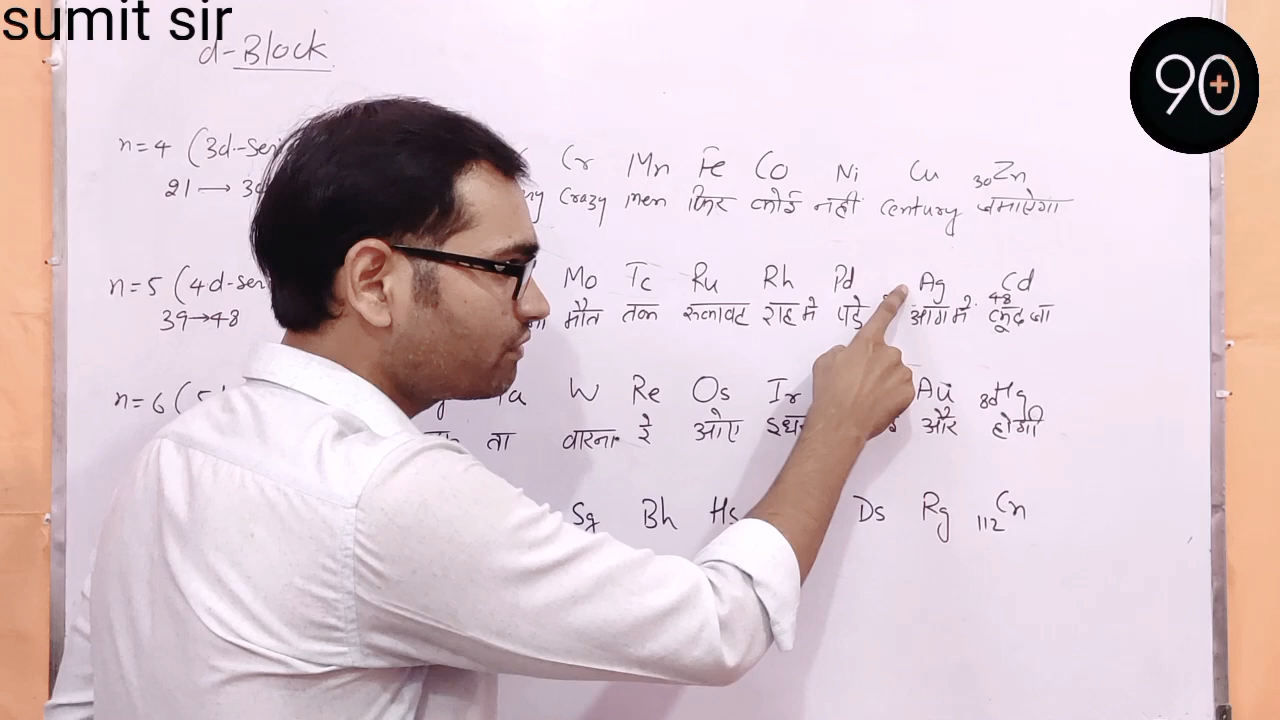 sumit sir
90+
d-Block
n=4 (3d-seri
21 → 30
Cr Mn Fe Co Ni Cu 30Zn
Crazy men फिर कोई नही Century जमाऐगा
n=5 (4d-ser
39→48
Mo Tc Ru Rh Pd Ag 48Cd
मौत तक रुकावट राह मे पड़े आग मे कूद जा
n=6 (5
W Re Os Ir Au 80Hg
ता वारना रे ओए और होगी
Sg Bh Hs Ds Rg 112Cn